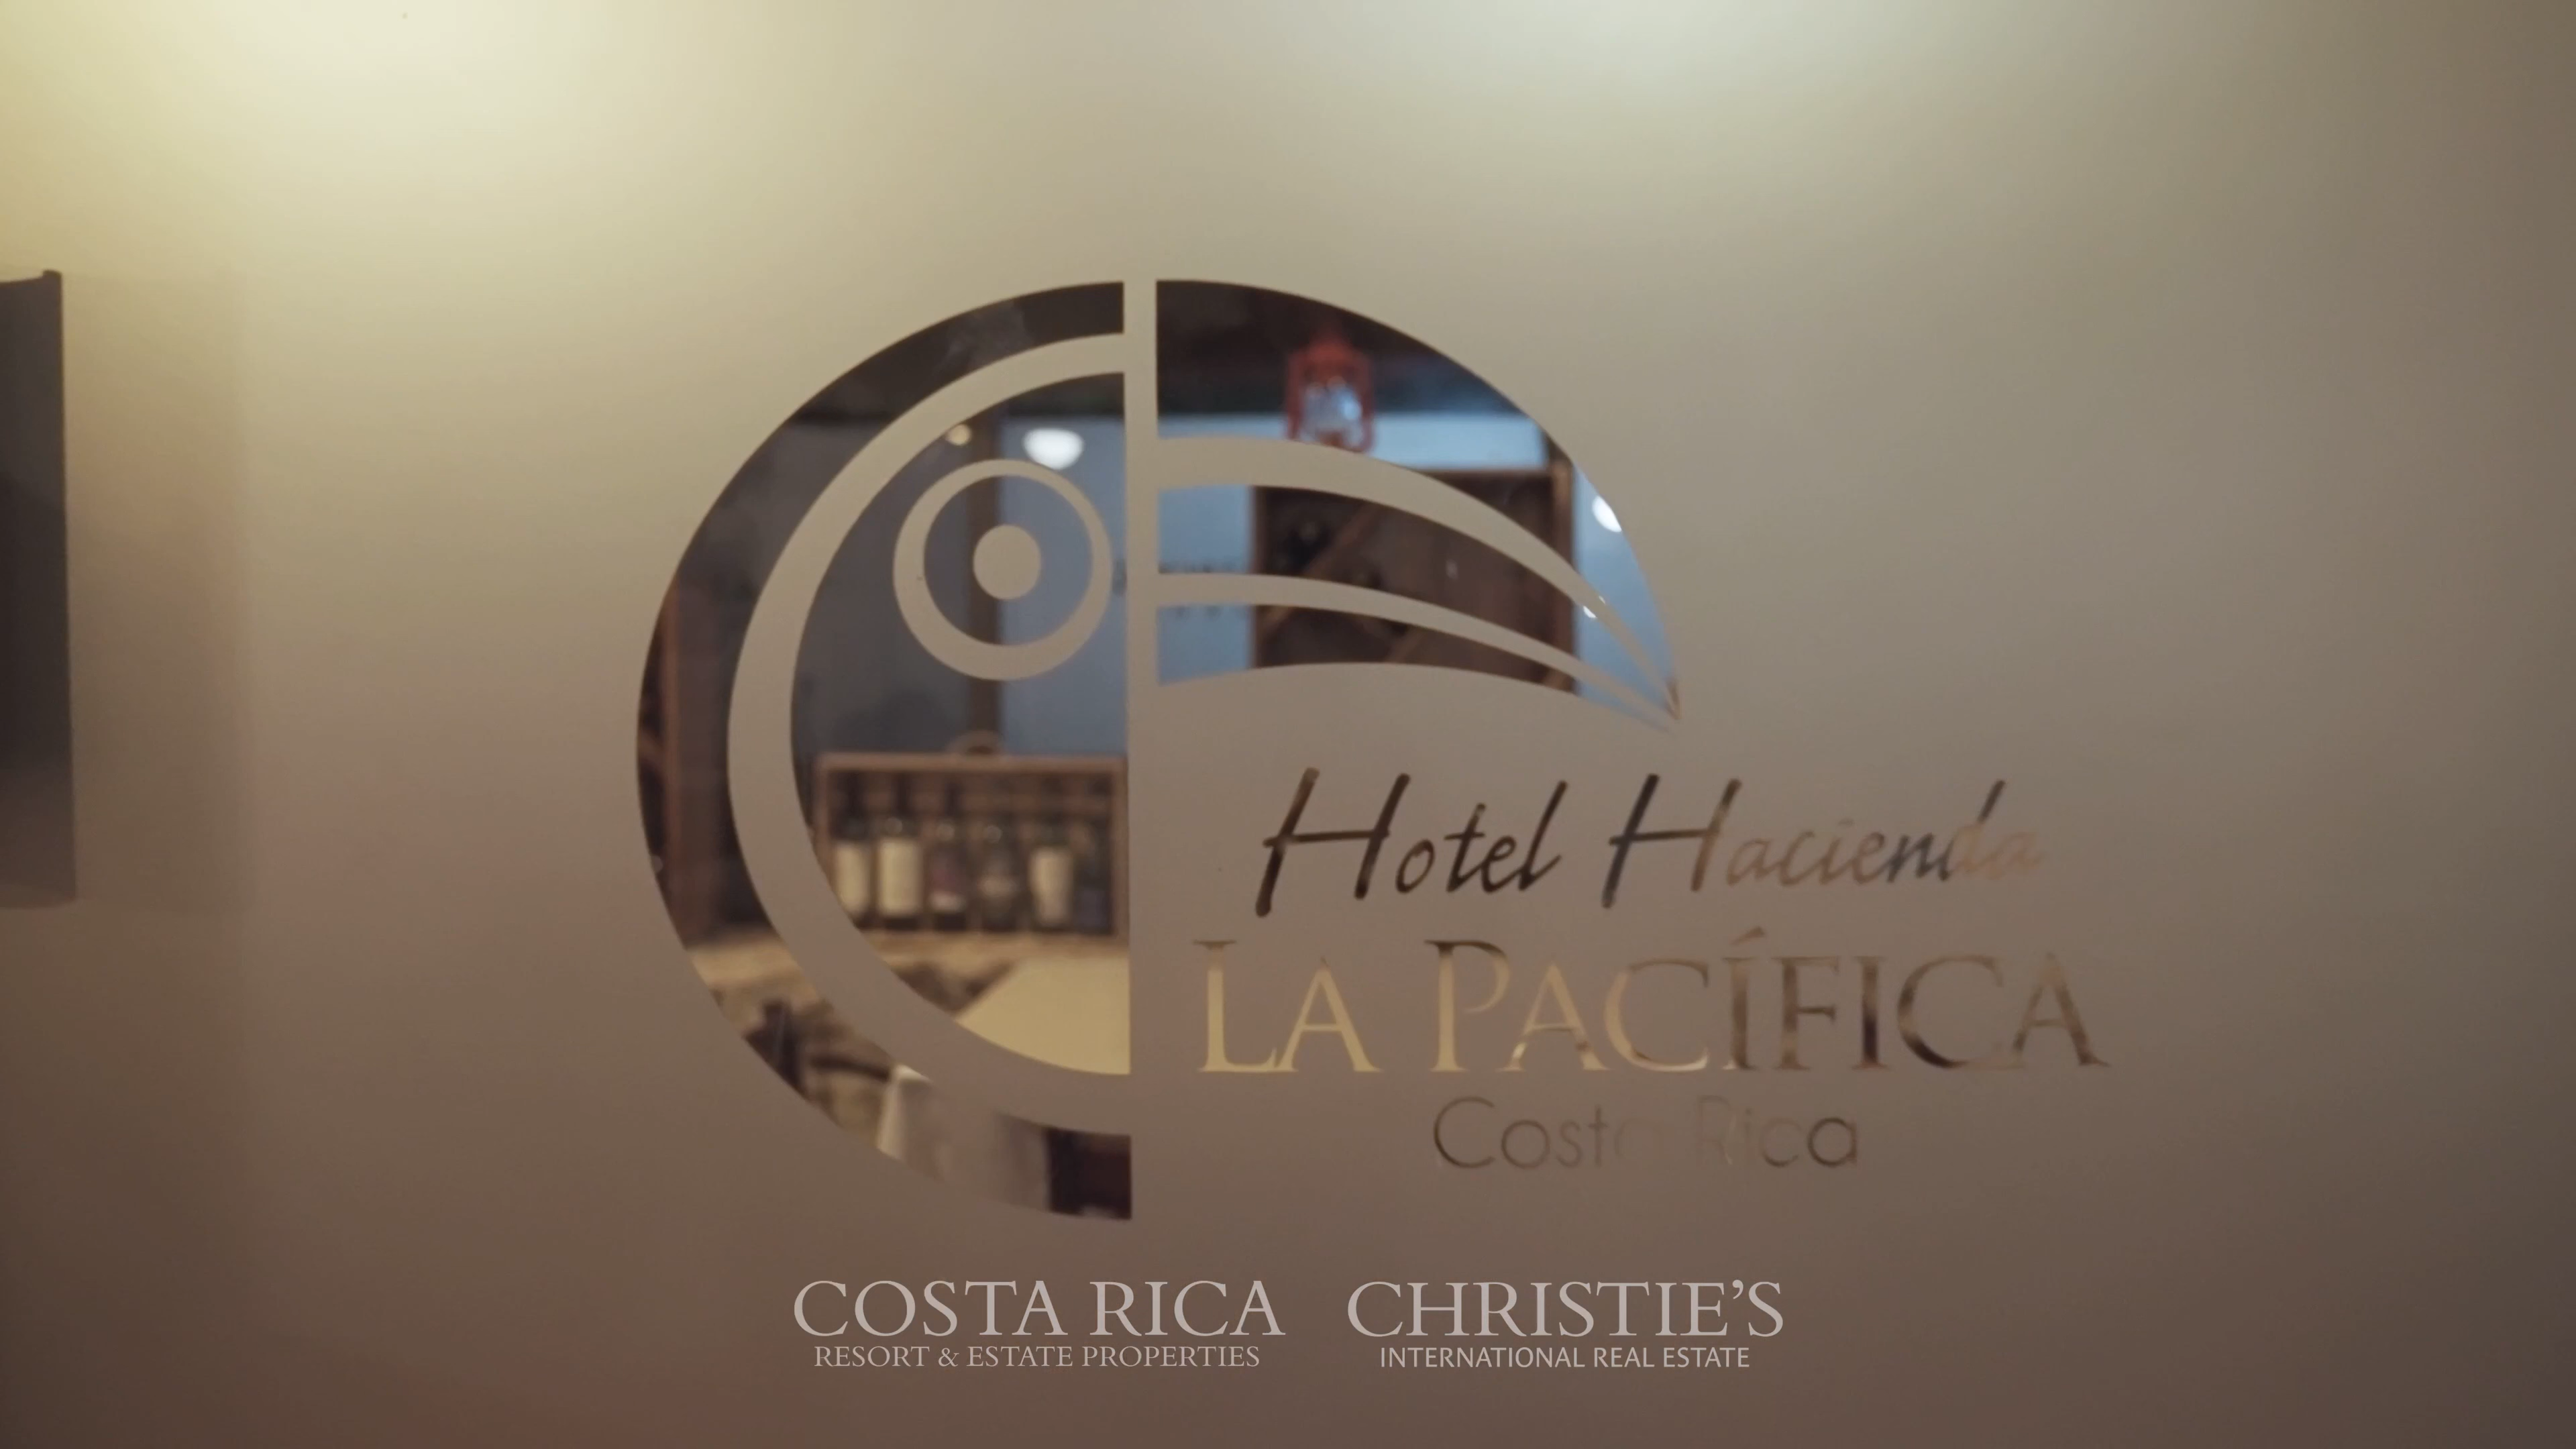 Hotel Hacienda
LA PACÍFICA
Costa Rica
COSTA RICA
RESORT & ESTATE PROPERTIES
CHRISTIE'S
INTERNATIONAL REAL ESTATE